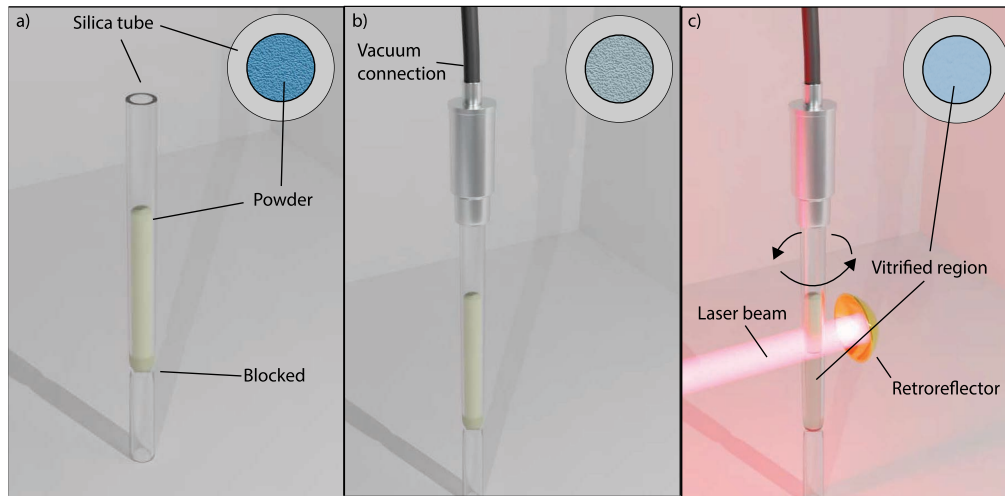 a)
Silica tube
Powder
Blocked
b)
Vacuum
connection
c)
Vitrified region
Laser beam
Retroreflector